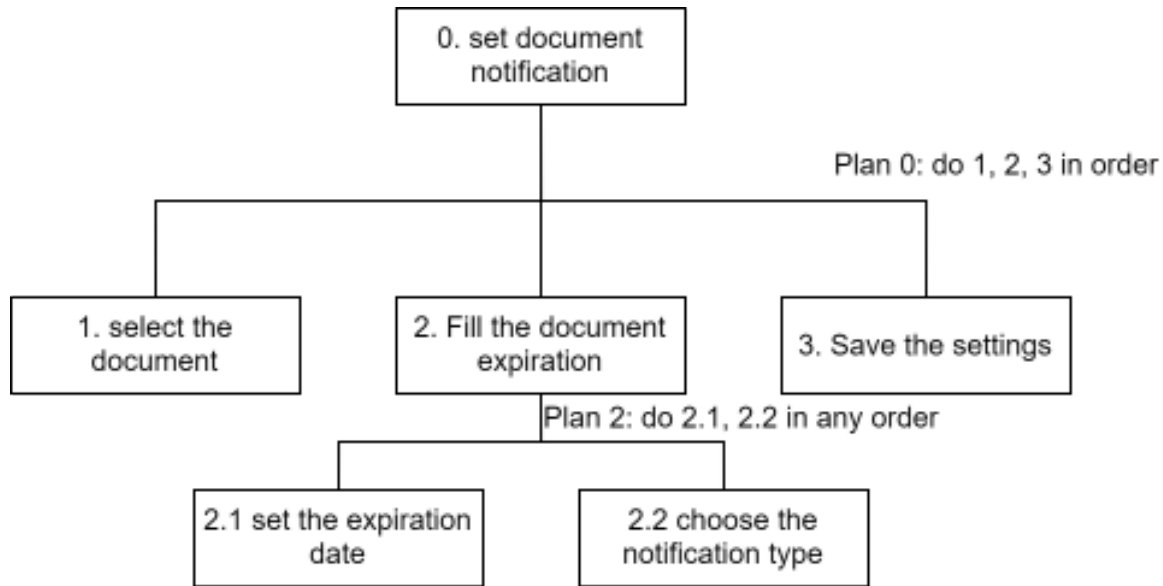 0. set document
notification
Plan 0: do 1, 2, 3 in order
1. select the
document
2. Fill the document
expiration
3. Save the settings
Plan 2: do 2.1, 2.2 in any order
2.1 set the expiration
date
2.2 choose the
notification type